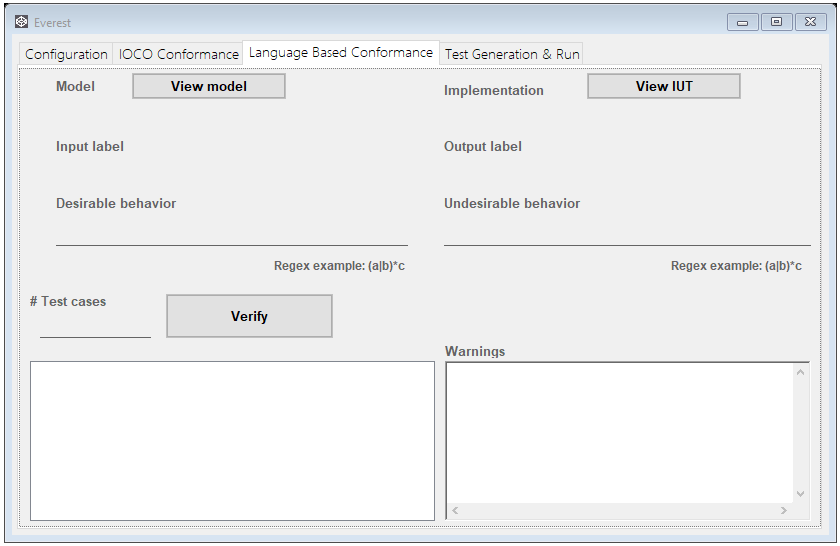 Everest
Configuration IOCO Conformance Language Based Conformance Test Generation & Run
Model View model Implementation View IUT
Input label Output label
Desirable behavior Undesirable behavior
Regex example: (a|b)*c Regex example: (a|b)*c
# Test cases Verify
Warnings